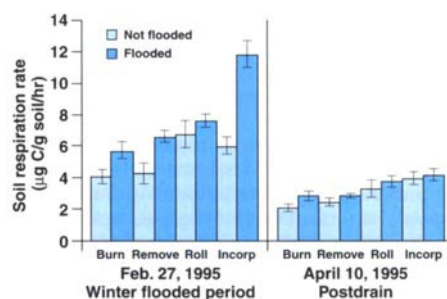 Soil respiration rate
(μg C/g soil/hr)
14
12
10
8
6
4
2
0
Not flooded
Flooded
Burn Remove Roll Incorp
Burn Remove Roll Incorp
Feb. 27, 1995
Winter flooded period
April 10, 1995
Postdrain